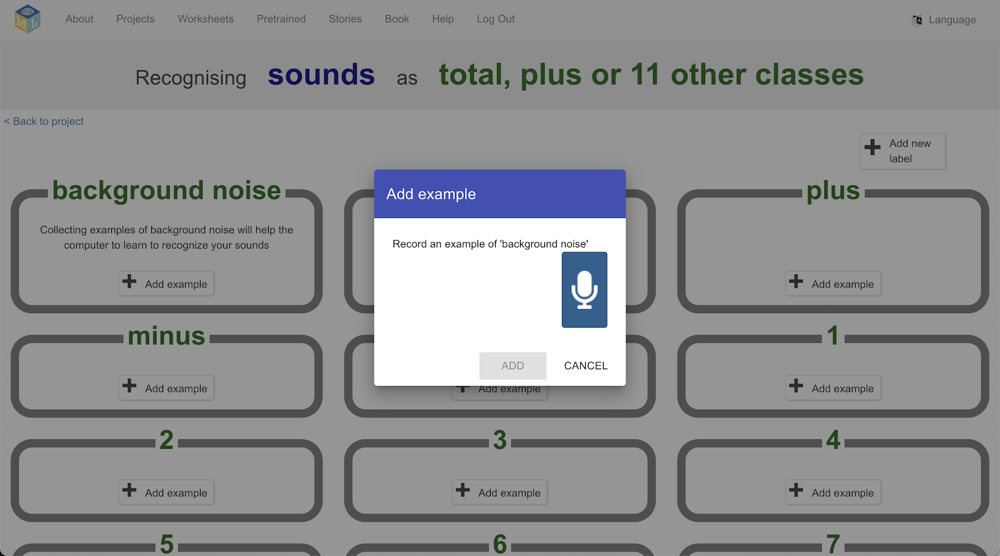 M L
About Projects Worksheets Pretrained Stories Book Help Log Out Language
Recognising sounds as total, plus or 11 other classes
< Back to project
Add new
label
background noise
Collecting examples of background noise will help the
computer to learn to recognize your sounds
Add example
plus
Add example
Add example
Record an example of 'background noise'
ADD CANCEL
minus
Add example
Add example
1
Add example
2
Add example
3
Add example
4
Add example
5
6
7